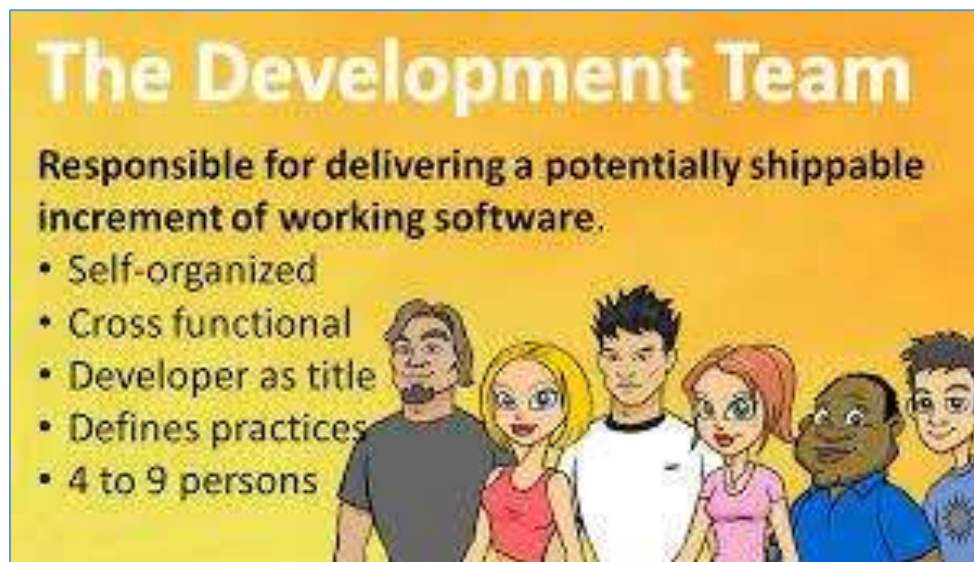 The Development Team
Responsible for delivering a potentially shippable
increment of working software.
• Self-organized
• Cross functional
• Developer as title
• Defines practices
• 4 to 9 persons